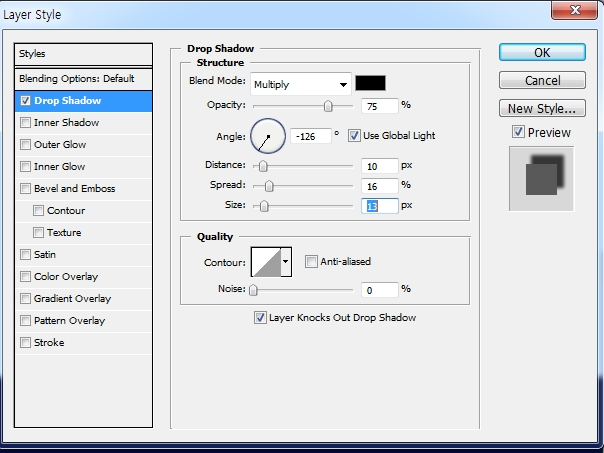 Layer Style
Styles
Blending Options: Default
Drop Shadow
Inner Shadow
Outer Glow
Inner Glow
Bevel and Emboss
Contour
Texture
Satin
Color Overlay
Gradient Overlay
Pattern Overlay
Stroke
Drop Shadow
Structure
Blend Mode: Multiply
Opacity: 75 %
Angle: -126 ° Use Global Light
Distance: 10 px
Spread: 16 %
Size: 13 px
Quality
Contour: Anti-aliased
Noise: 0 %
Layer Knocks Out Drop Shadow
OK
Cancel
New Style...
Preview